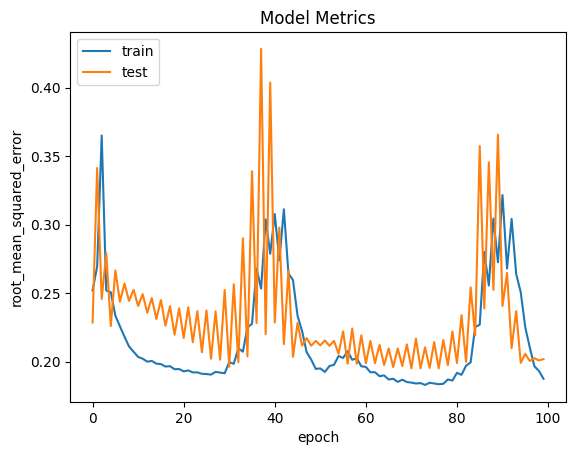 Model Metrics
train
test
root_mean_squared_error
0.40
0.35
0.30
0.25
0.20
0 20 40 60 80 100
epoch